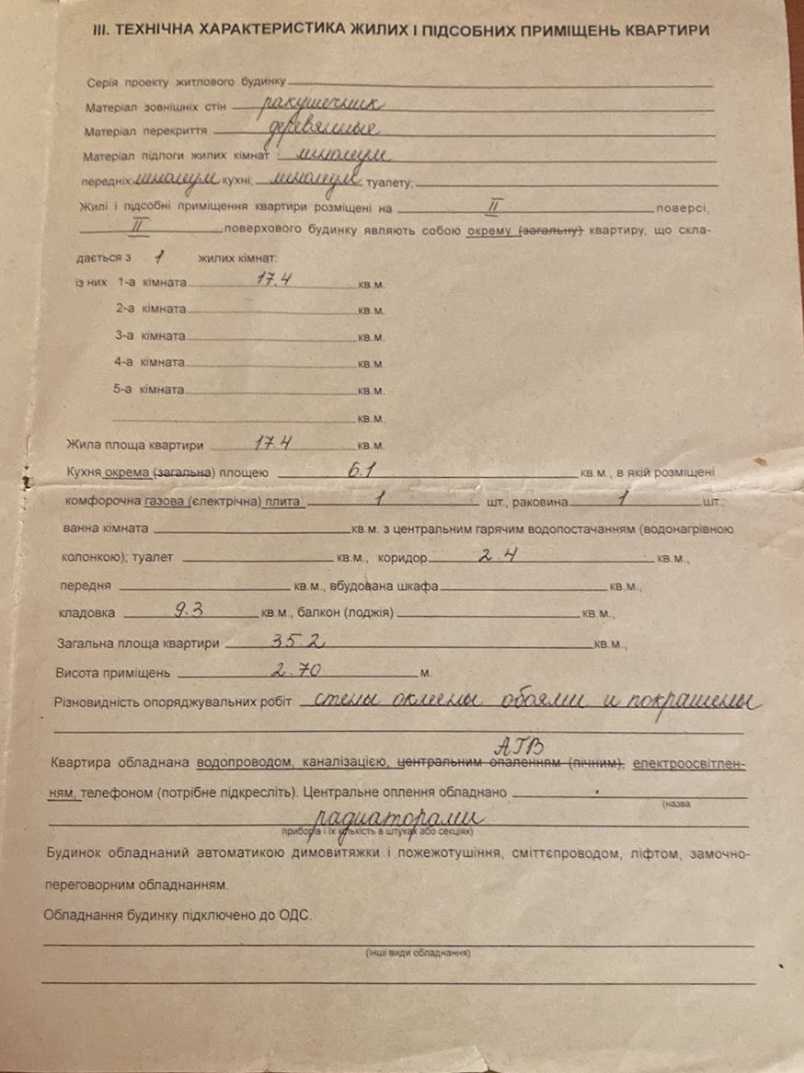 III. ТЕХНІЧНА ХАРАКТЕРИСТИКА ЖИЛИХ І ПІДСОБНИХ ПРИМІЩЕНЬ КВАРТИРИ
Серія проекту житлового будинку
Матеріал зовнішніх стін ракушечник
Матеріал перекриття деревянные
Матеріал підлоги жилих кімнат линолеум
передніх линолеум кухні, линолеум, туалету,
Жилі і підсобні приміщення квартири розміщені на II поверсі,
II поверхового будинку являють собою окрему (загальну) квартиру, що скла-
дається з 1 жилих кімнат:
із них 1-а кімната 17.4 кв.м.
2-а кімната кв.м.
3-а кімната кв.м.
4-а кімната кв.м.
5-а кімната кв.м.
кв.м.
Жила площа квартири 17.4 кв.м.
Кухня окрема (загальна) площею 6.1 кв.м., в якій розміщені
комфорочна газова (єлектрічна) плита 1 шт., раковина 1 шт.,
ванна кімната кв.м. з центральним гарячим водопостачанням (водонагрівною
колонкою); туалет кв.м., коридор 2.4 кв.м.,
передня кв.м., вбудована шкафа кв.м.,
кладовка 9.3 кв.м., балкон (лоджія) кв.м.,
Загальна площа квартири 35.2 кв.м.,
Висота приміщень 2.70 м.
Різновидність опоряджувальних робіт стены оклеены обоями и покрашены
АГВ
Квартира обладнана водопроводом, каналізацією, центральним опаленням (пічним), електроосвітлен-
ням, телефоном (потрібне підкресліть). Центральне оплення обладнано
(назва
радиаторами
приборів і їх кількість в штуках або секціях)
Будинок обладнаний автоматикою димовитяжки і пожежотушіння, сміттєпроводом, ліфтом, замочно-
переговорним обладнанням.
Обладнання будинку підключено до ОДС.
(інші види обладнання)